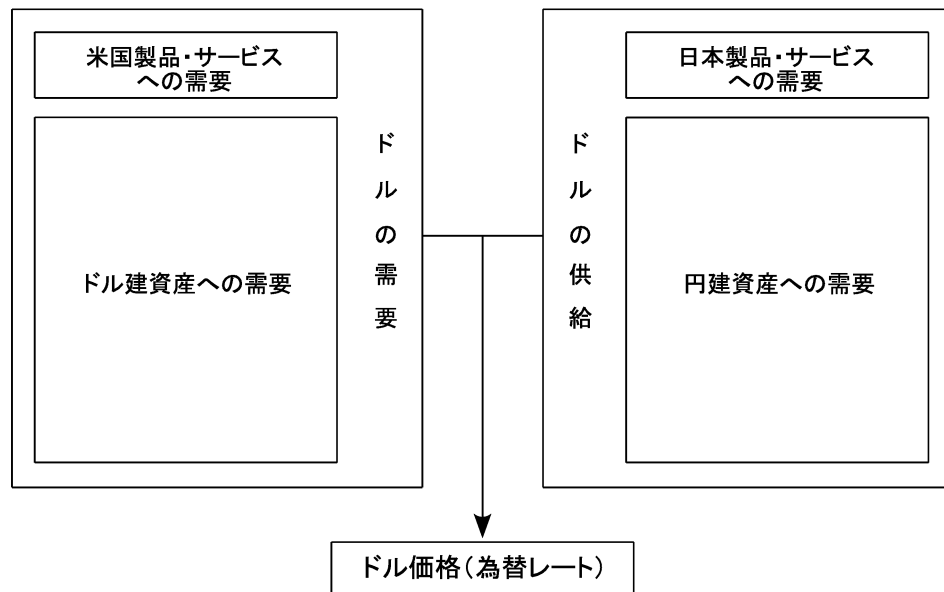 米国製品・サービス
への需要
ドル建資産への需要
ドルの需要
ドルの供給
日本製品・サービス
への需要
円建資産への需要
ドル価格（為替レート）